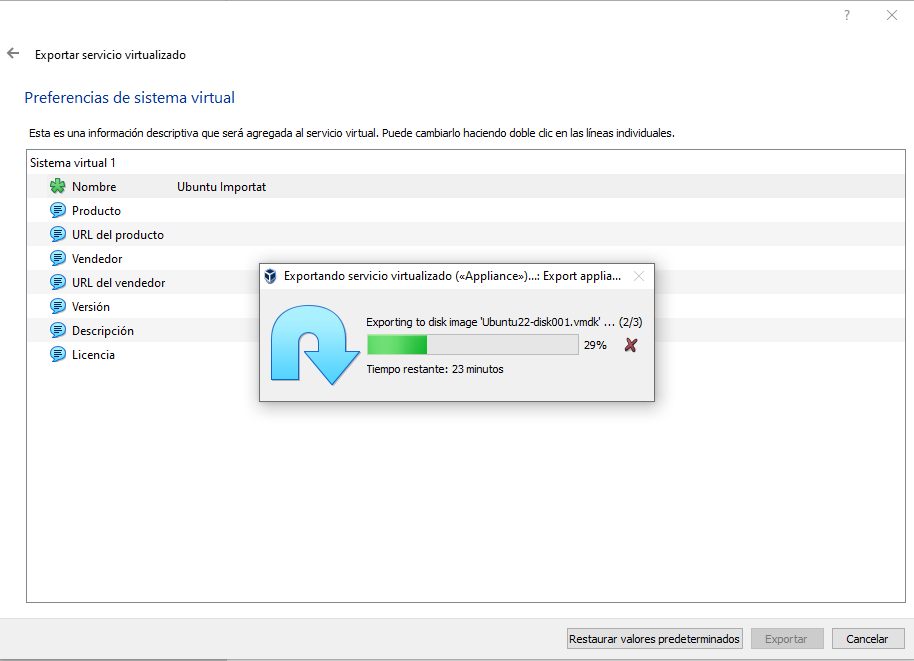 ?
Exportar servicio virtualizado
Preferencias de sistema virtual
Esta es una información descriptiva que será agregada al servicio virtual. Puede cambiarlo haciendo doble clic en las líneas individuales.
Sistema virtual 1
Nombre Ubuntu Importat
Producto
URL del producto
Vendedor
URL del vendedor
Versión
Descripción
Licencia
Exportando servicio virtualizado («Appliance»)...: Export applia...
Exporting to disk image 'Ubuntu22-disk001.vmdk' ... (2/3)
29%
Tiempo restante: 23 minutos
Restaurar valores predeterminados Exportar Cancelar